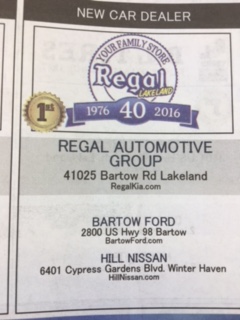 NEW CAR DEALER
YOUR FAMILY STORE
Regal
LAKELAND
1st
1976 40 2016
REGAL AUTOMOTIVE
GROUP
41025 Bartow Rd Lakeland
RegalKia.com
BARTOW FORD
2800 US Hwy 98 Bartow
BartowFord.com
HILL NISSAN
6401 Cypress Gardens Blvd. Winter Haven
HillNissan.com